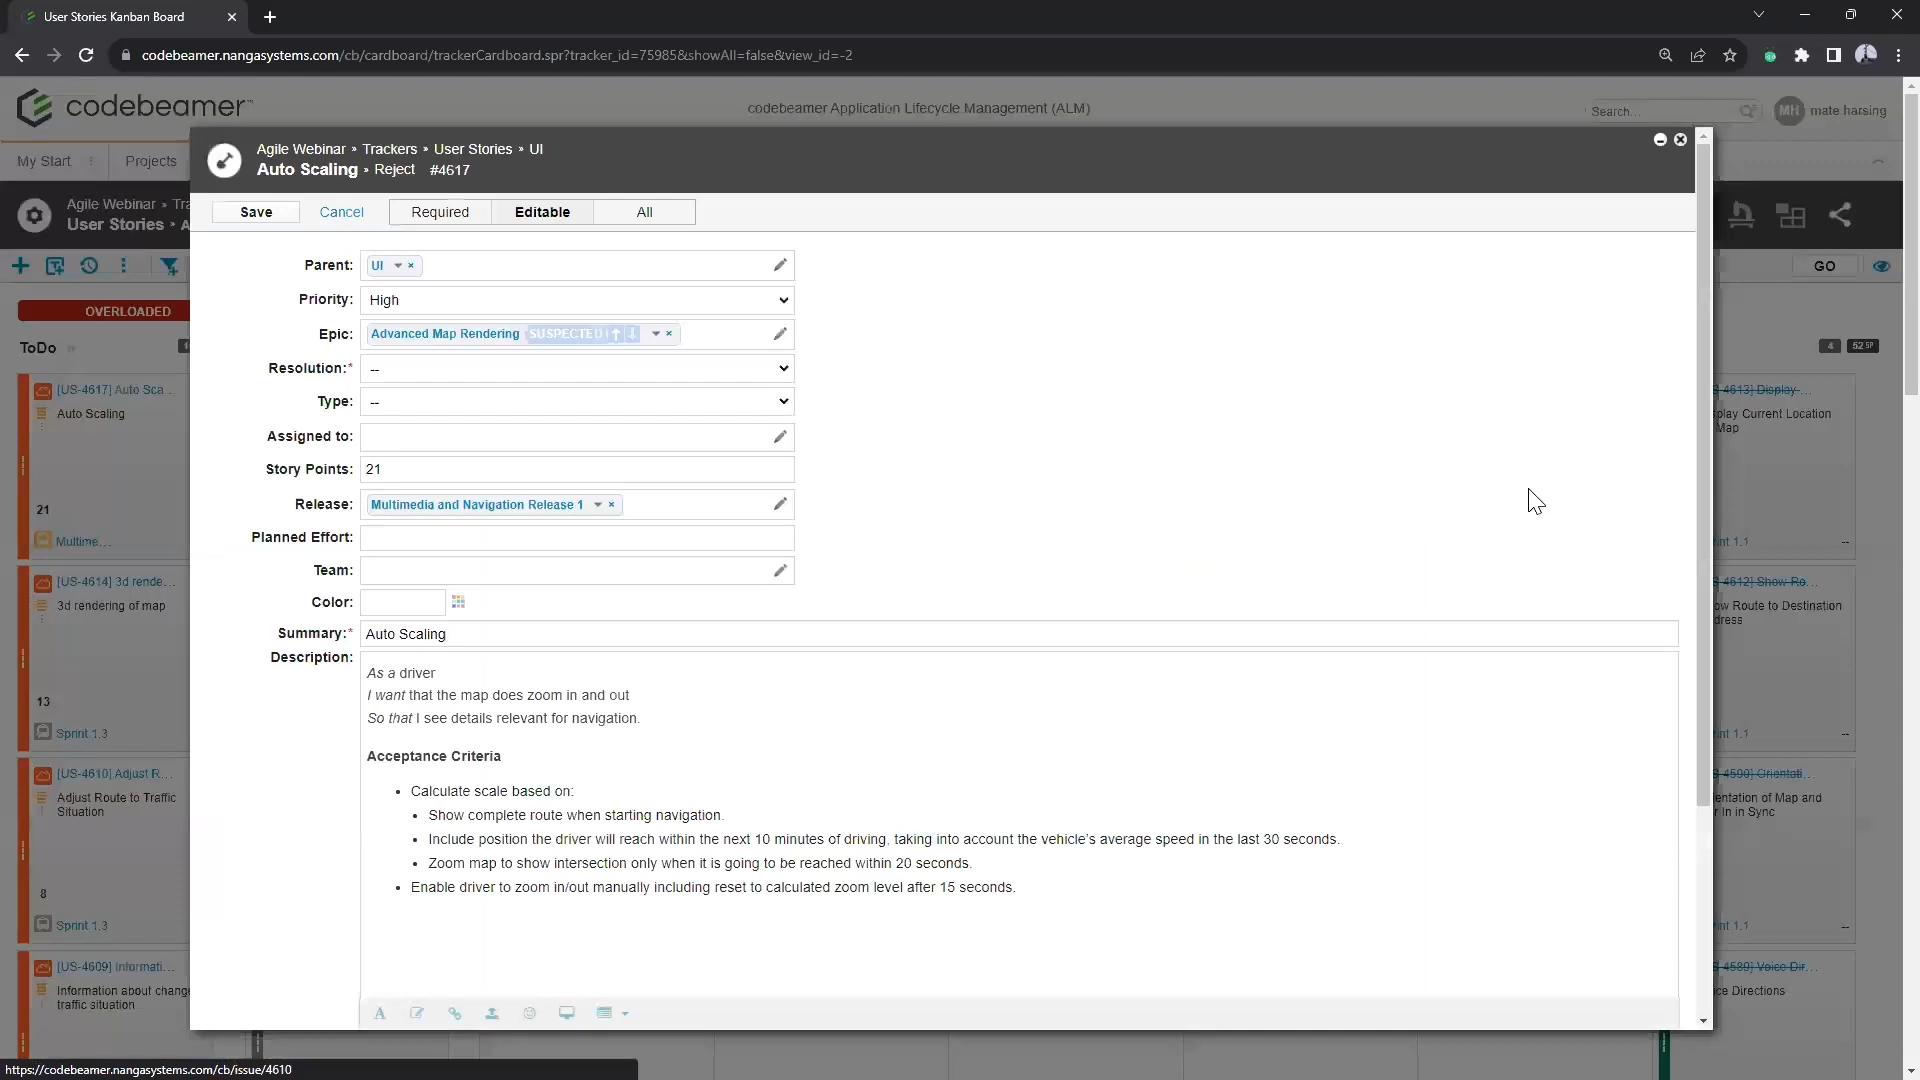 User Stories Kanban Board
codebeamer.nangasystems.com/cb/cardboard/trackerCardboard.spr?tracker_id=75985&showAll=false&view_id=-2
codebeamer
codebeamer Application Lifecycle Management (ALM)
Search...
MH mate harsing
My Start
Projects
Agile Webinar » Trackers » User Stories » UI
Auto Scaling » Reject #4617
Agile Webinar
User Stories
Save
Cancel
Required
Editable
All
GO
OVERLOADED
ToDo
4
52 SP
Parent:
UI
Priority:
High
Epic:
Advanced Map Rendering SUSPECTED
Resolution:*
--
Type:
--
Assigned to:
Story Points:
21
Release:
Multimedia and Navigation Release 1
Planned Effort:
Team:
Color:
Summary:*
Auto Scaling
Description:
As a driver
I want that the map does zoom in and out
So that I see details relevant for navigation.
Acceptance Criteria
• Calculate scale based on:
• Show complete route when starting navigation.
• Include position the driver will reach within the next 10 minutes of driving, taking into account the vehicle's average speed in the last 30 seconds.
• Zoom map to show intersection only when it is going to be reached within 20 seconds.
• Enable driver to zoom in/out manually including reset to calculated zoom level after 15 seconds.
[US-4617] Auto Sca...
Auto Scaling
21
Multime...
[US-4614] 3d rende...
3d rendering of map
13
Sprint 1.3
[US-4610] Adjust R...
Adjust Route to Traffic
Situation
8
Sprint 1.3
[US-4609] Informati...
Information about change
traffic situation
4613] Display ...
play Current Location
Map
int 1.1
--
4612] Show Ro...
ow Route to Destination
dress
int 1.1
--
4590] Orientati...
entation of Map and
r In in Sync
int 1.1
--
4589] Voice Dir...
ice Directions
https://codebeamer.nangasystems.com/cb/issue/4610